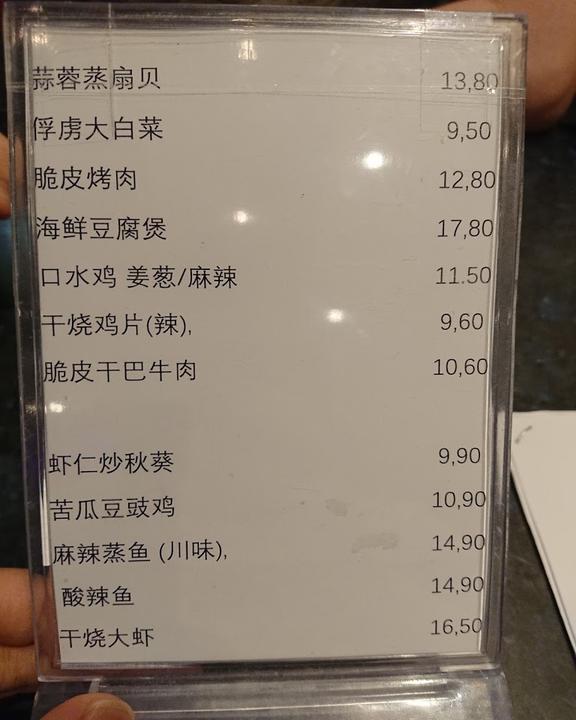 蒜蓉蒸扇贝 13,80
俘虏大白菜 9,50
脆皮烤肉 12,80
海鲜豆腐煲 17,80
口水鸡 姜葱/麻辣 11.50
干烧鸡片(辣), 9,60
脆皮干巴牛肉 10,60
虾仁炒秋葵 9,90
苦瓜豆豉鸡 10,90
麻辣蒸鱼 (川味), 14,90
酸辣鱼 14,90
干烧大虾 16,50